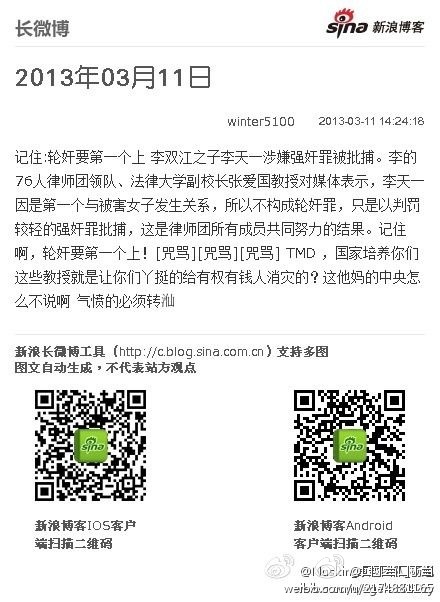 长微博
sina 新浪博客
2013年03月11日
winter5100 2013-03-11 14:24:18
记住:轮奸要第一个上 李双江之子李天一涉嫌强奸罪被批捕。李的
76人律师团领队、法律大学副校长张爱国教授对媒体表示，李天一
因是第一个与被害女子发生关系，所以不构成轮奸罪，只是以判罚
较轻的强奸罪批捕，这是律师团所有成员共同努力的结果。记住
啊，轮奸要第一个上！[咒骂][咒骂][咒骂] TMD ，国家培养你们
这些教授就是让你们丫挺的给有权有钱人消灾的？这他妈的中央怎
么不说啊 气愤的必须转汕
新浪长微博工具（http://c.blog.sina.com.cn）支持多图
图文自动生成，不代表站方观点
sina
sina
新浪博客IOS客户
端扫描二维码
新浪博客Android
客户端扫描二维码